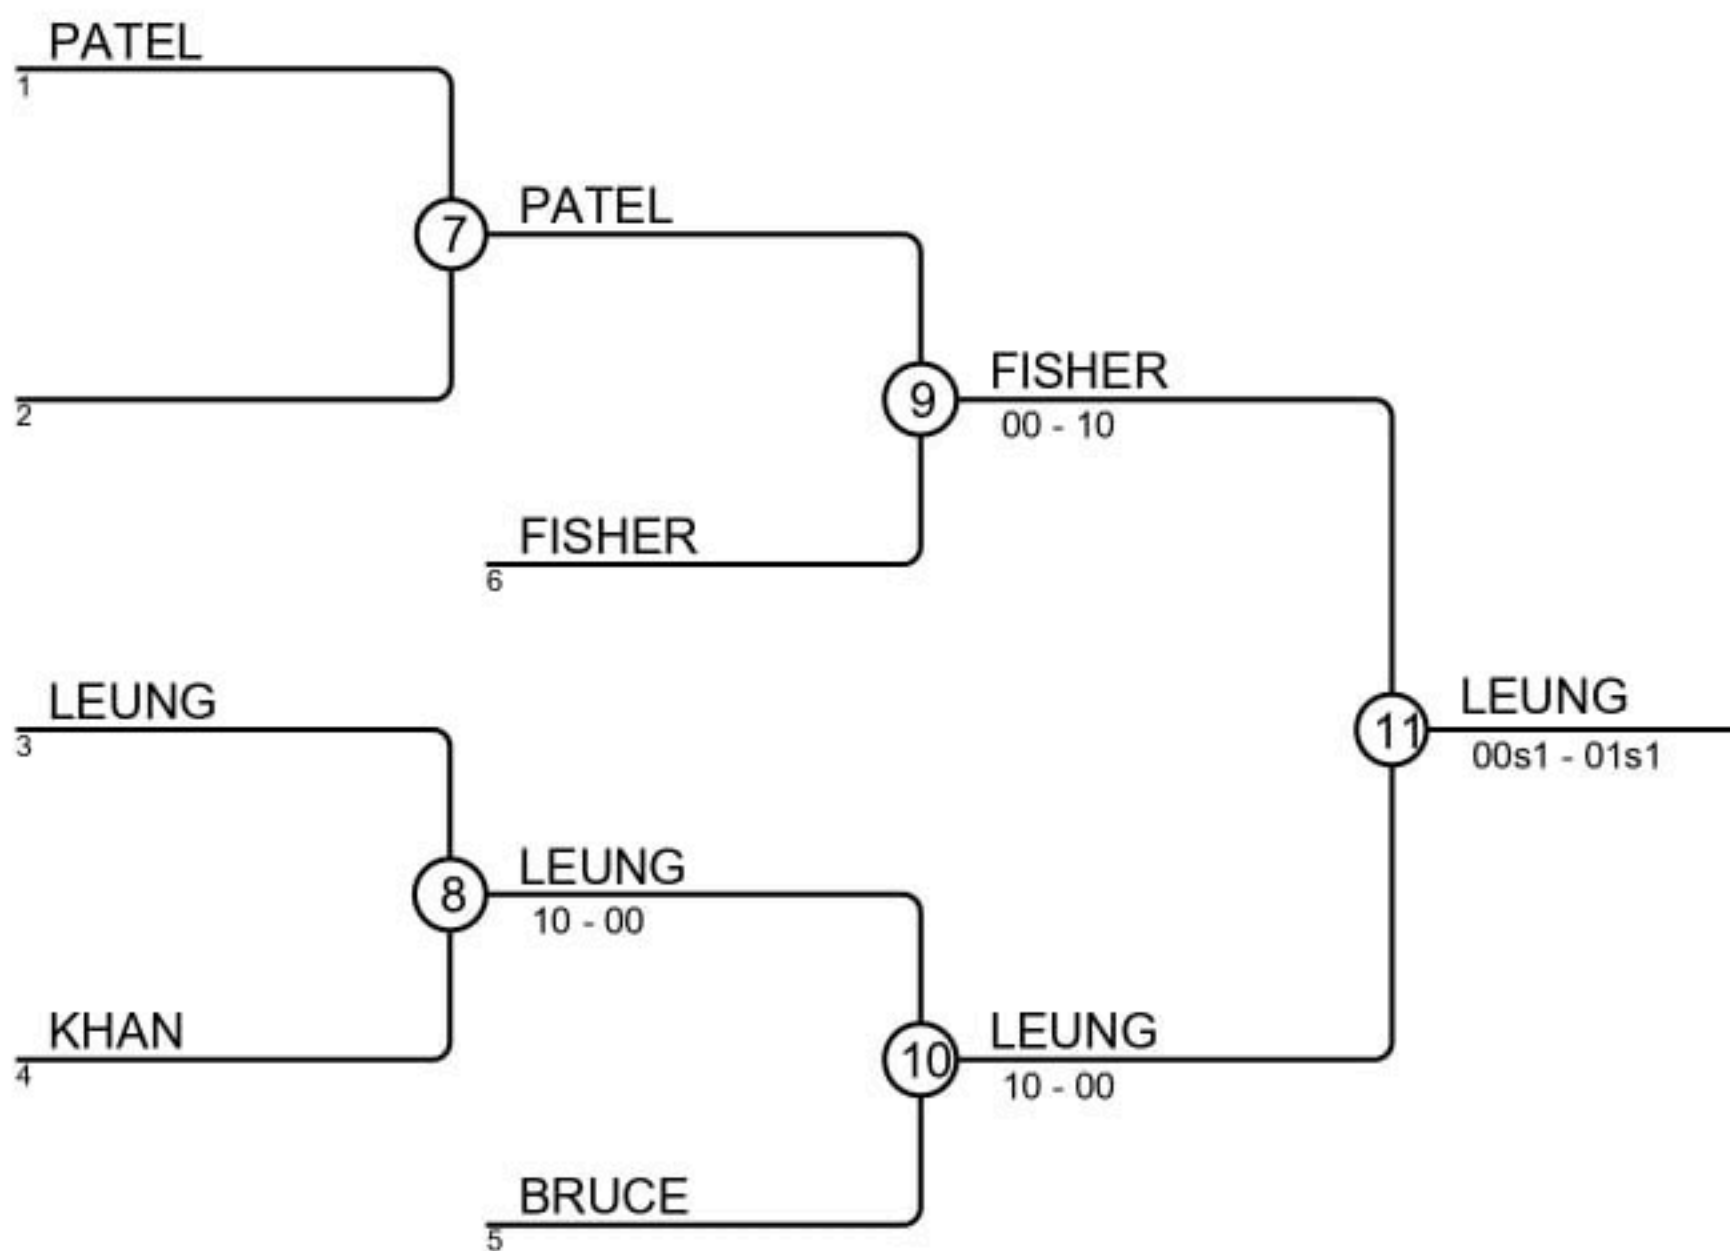 PATEL
1
7
PATEL
2
9
FISHER
00 - 10
FISHER
6
LEUNG
3
11
LEUNG
00s1 - 01s1
8
LEUNG
10 - 00
KHAN
4
10
LEUNG
10 - 00
BRUCE
5